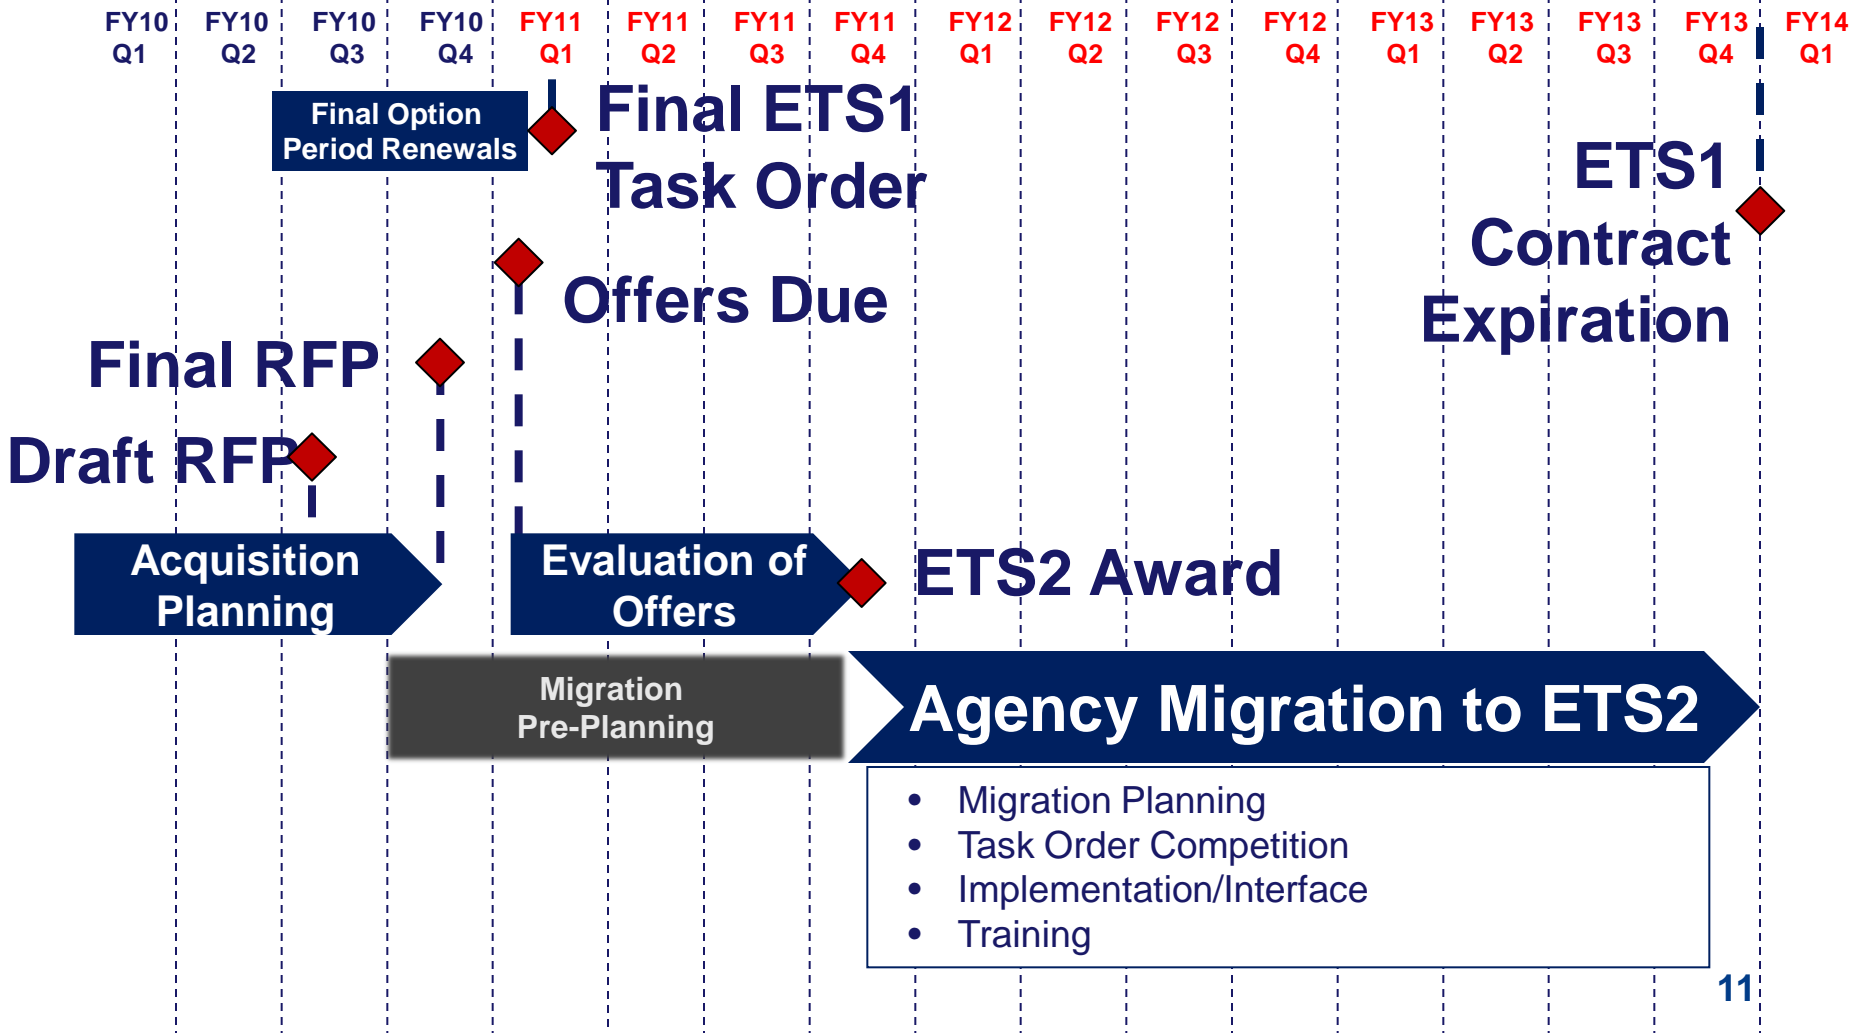 FY10 FY10 FY10 FY10 FY11 FY11 FY11 FY11 FY12 FY12 FY12 FY12 FY13 FY13 FY13 FY13 FY14
Q1 Q2 Q3 Q4 Q1 Q2 Q3 Q4 Q1 Q2 Q3 Q4 Q1 Q2 Q3 Q4 Q1
Final Option
Period Renewals
Final ETS1
Task Order
ETS1
Contract
Expiration
Offers Due
Final RFP
Draft RFP
Acquisition
Planning
Evaluation of
Offers
ETS2 Award
Migration
Pre-Planning
Agency Migration to ETS2
• Migration Planning
• Task Order Competition
• Implementation/Interface
• Training
11